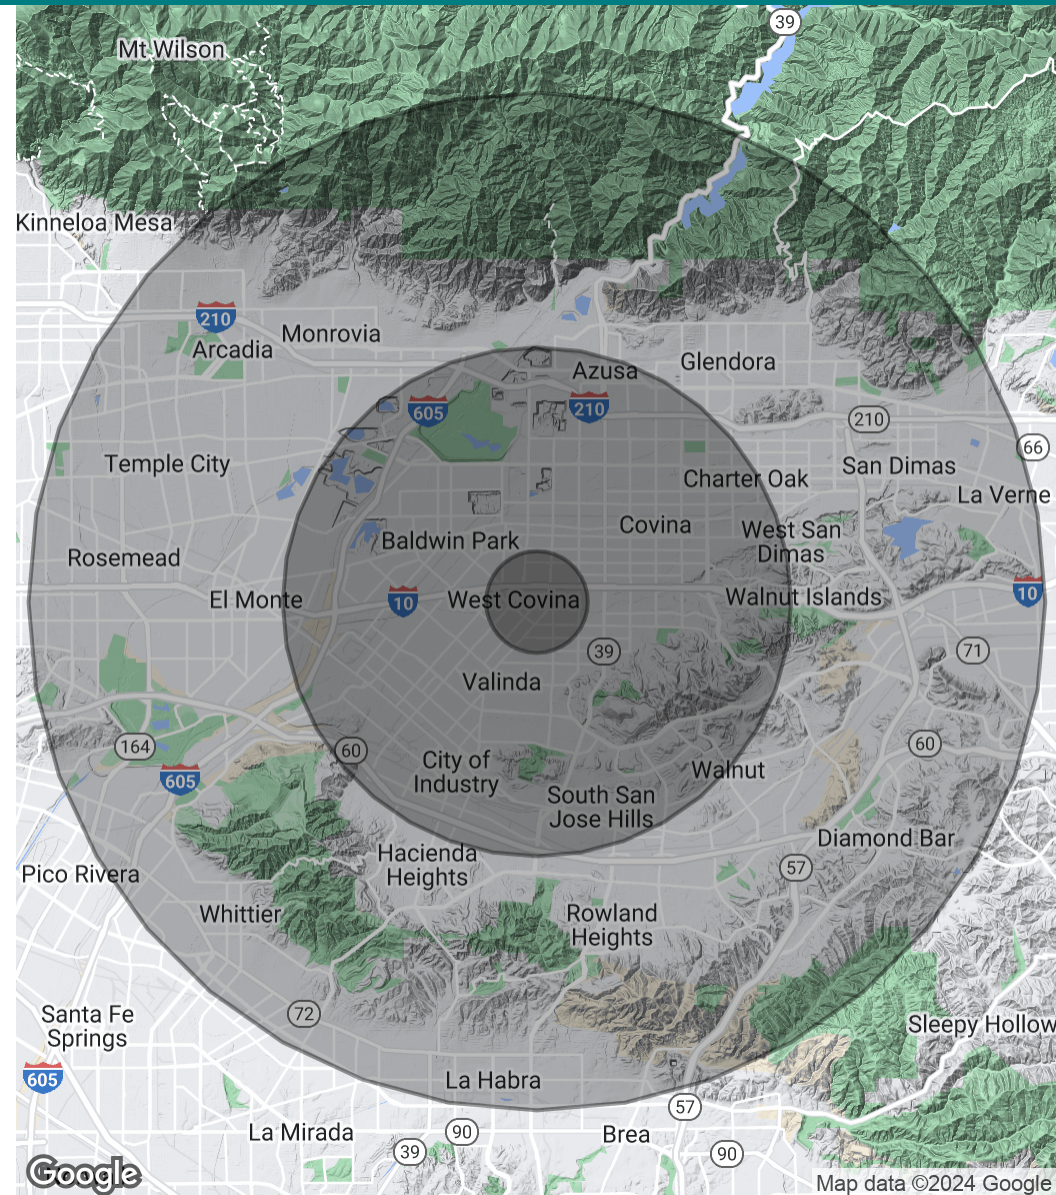 39
Mt Wilson
Kinneloa Mesa
210
Monrovia
Arcadia
Glendora
Azusa
605
210
210
66
Temple City
San Dimas
Charter Oak
La Verne
Covina
West San
Dimas
Baldwin Park
Rosemead
El Monte
10
West Covina
Walnut Islands
10
39
71
Valinda
164
60
60
605
City of
Industry
Walnut
South San
Jose Hills
Diamond Bar
Hacienda
Heights
57
Pico Rivera
Whittier
Rowland
Heights
72
Santa Fe
Springs
Sleepy Hollow
605
La Habra
57
La Mirada
90
Brea
39
90
Google
Map data ©2024 Google